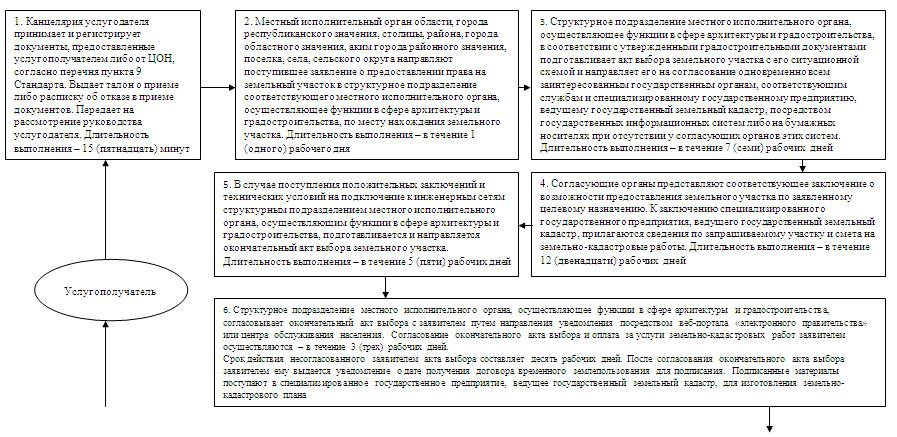 1. Канцелярия услугодателя
принимает и регистрирует
документы, предоставленные
услугополучателем либо от ЦОН,
согласно перечня пункта 9
Стандарта. Выдает талон о приеме
либо расписку об отказе в приеме
документов. Передает на
рассмотрение руководства
услугодателя. Длительность
выполнения – 15 (пятнадцать) минут
2. Местный исполнительный орган области, города
республиканского значения, столицы, района, города
областного значения, аким города районного значения,
поселка, села, сельского округа направляют
поступившее заявление о предоставлении права на
земельный участок в структурное подразделение
соответствующего местного исполнительного органа,
осуществляющее функции в сфере архитектуры и
градостроительства, по месту нахождения земельного
участка. Длительность выполнения – в течение 1
(одного) рабочего дня
3. Структурное подразделение местного исполнительного органа,
осуществляющее функции в сфере архитектуры и градостроительства,
в соответствии с утвержденными градостроительными документами
подготавливает акт выбора земельного участка с его ситуационной
схемой и направляет его на согласование одновременно всем
заинтересованным государственным органам, соответствующим
службам и специализированному государственному предприятию,
ведущему государственный земельный кадастр, посредством
государственных информационных систем либо на бумажных
носителях при отсутствии у согласующих органов этих систем.
Длительность выполнения – в течение 7 (семи) рабочих дней
4. Согласующие органы представляют соответствующее заключение о
возможности предоставления земельного участка по заявленному
целевому назначению. К заключению специализированного
государственного предприятия, ведущего государственный земельный
кадастр, прилагаются сведения по запрашиваемому участку и смета на
земельно-кадастровые работы. Длительность выполнения – в течение
12 (двенадцати) рабочих дней
5. В случае поступления положительных заключений и
технических условий на подключение к инженерным сетям
структурным подразделением местного исполнительного
органа, осуществляющим функции в сфере архитектуры и
градостроительства, подготавливается и направляется
окончательный акт выбора земельного участка.
Длительность выполнения – в течение 5 (пяти) рабочих дней
Услугополучатель
6. Структурное подразделение местного исполнительного органа, осуществляющее функции в сфере архитектуры и градостроительства,
согласовывает окончательный акт выбора с заявителем путем направления уведомления посредством веб-портала «электронного правительства»
или центра обслуживания населения. Согласование окончательного акта выбора и оплата за услуги земельно-кадастровых работ заявителем
осуществляются – в течение 3 (трех) рабочих дней.
Срок действия несогласованного заявителем акта выбора составляет десять рабочих дней. После согласования окончательного акта выбора
заявителем ему выдается уведомление о дате получения договора временного землепользования для подписания. Подписанные материалы
поступают в специализированное государственное предприятие, ведущее государственный земельный кадастр, для изготовления земельно-
кадастрового плана